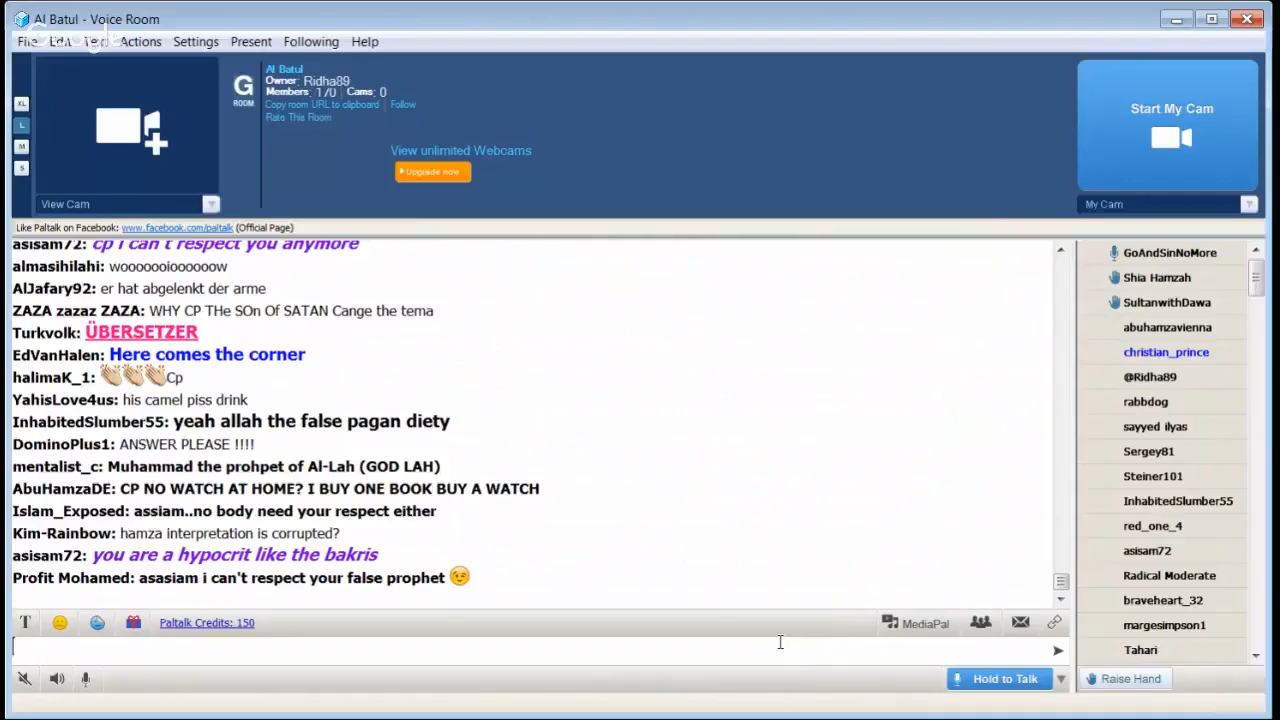 Al Batul - Voice Room
Google
File Edit Text Actions Settings Present Following Help
XL
L
M
S
View Cam
G
ROOM
Al Batul
Owner: Ridha89
Members: 170 Cams: 0
Copy room URL to clipboard Follow
Rate This Room
View unlimited Webcams
Upgrade now
Start My Cam
My Cam
Like Paltalk on Facebook: www.facebook.com/paltalk (Official Page)
asisam72: cp i can't respect you anymore
almasihilahi: wooooooioooooow
AlJafary92: er hat abgelenkt der arme
ZAZA zazaz ZAZA: WHY CP THe SOn Of SATAN Cange the tema
Turkvolk: ÜBERSETZER
EdVanHalen: Here comes the corner
halimaK_1: 👏👏👏Cp
YahisLove4us: his camel piss drink
InhabitedSlumber55: yeah allah the false pagan diety
DominoPlus1: ANSWER PLEASE !!!!
mentalist_c: Muhammad the prohpet of Al-Lah (GOD LAH)
AbuHamzaDE: CP NO WATCH AT HOME? I BUY ONE BOOK BUY A WATCH
Islam_Exposed: assiam..no body need your respect either
Kim-Rainbow: hamza interpretation is corrupted?
asisam72: you are a hypocrit like the bakris
Profit Mohamed: asasiam i can't respect your false prophet 😉
T
Paltalk Credits: 150
MediaPal
Hold to Talk
GoAndSinNoMore
Shia Hamzah
SultanwithDawa
abuhamzavienna
christian_prince
@Ridha89
rabbdog
sayyed ilyas
Sergey81
Steiner101
InhabitedSlumber55
red_one_4
asisam72
Radical Moderate
braveheart_32
margesimpson1
Tahari
Raise Hand